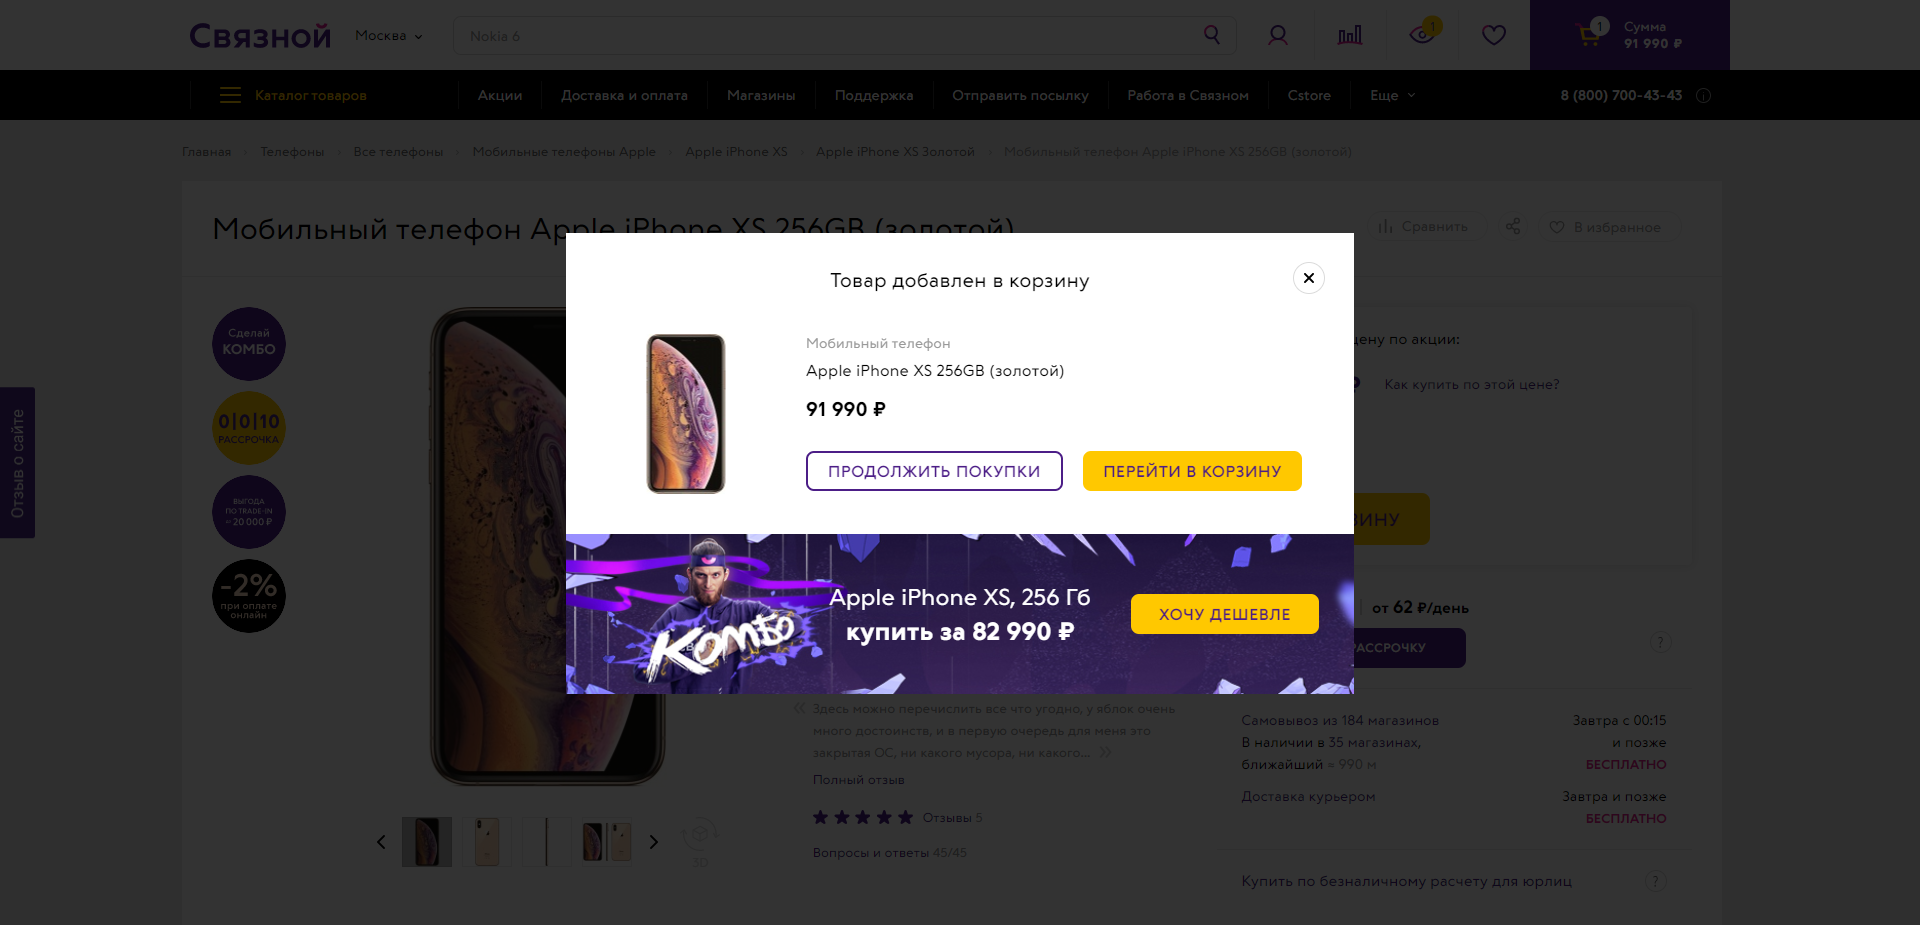 Связной
Москва
Nokia 6
1
1
Сумма
91 990 ₽
Каталог товаров
Акции
Доставка и оплата
Магазины
Поддержка
Отправить посылку
Работа в Связном
Cstore
Еще
8 (800) 700-43-43
Главная
Телефоны
Все телефоны
Мобильные телефоны Apple
Apple iPhone XS
Apple iPhone XS Золотой
Мобильный телефон Apple iPhone XS 256GB (золотой)
Мобильный телефон Apple iPhone XS 256GB (золотой)
Сравнить
В избранное
Товар добавлен в корзину
Мобильный телефон
Apple iPhone XS 256GB (золотой)
91 990 ₽
ПРОДОЛЖИТЬ ПОКУПКИ
ПЕРЕЙТИ В КОРЗИНУ
Комбо
Apple iPhone XS, 256 Гб
купить за 82 990 ₽
ХОЧУ ДЕШЕВЛЕ
Сделай
КОМБО
0|0|10
РАССРОЧКА
ВЫГОДА
ПО TRADE-IN
20 000 ₽
-2%
при оплате
онлайн
Отзыв о сайте
цену по акции:
Как купить по этой цене?
ЗИНУ
от 62 ₽/день
РАССРОЧКУ
?
« Здесь можно перечислить все что угодно, у яблок очень
много достоинств, и в первую очередь для меня это
закрытая ОС, ни какого мусора, ни какого... »
Полный отзыв
Отзывы 5
Вопросы и ответы 45/45
3D
Самовывоз из 184 магазинов
Завтра с 00:15
В наличии в 35 магазинах,
и позже
ближайший ≈ 990 м
БЕСПЛАТНО
Доставка курьером
Завтра и позже
БЕСПЛАТНО
Купить по безналичному расчету для юрлиц
?